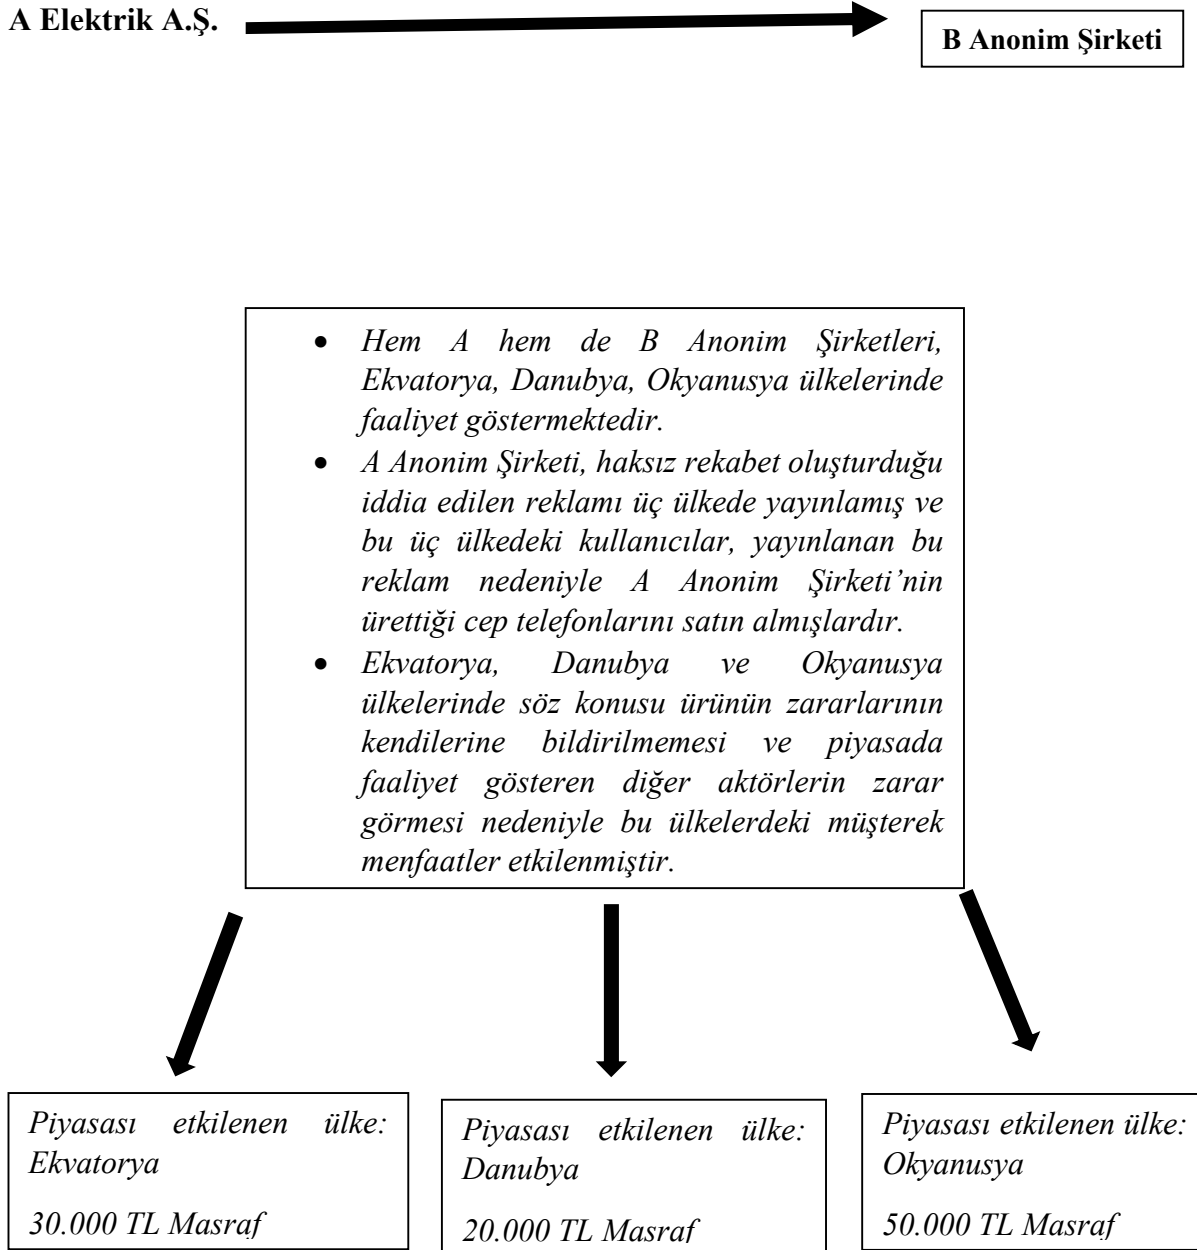 A Elektrik A.Ş.
B Anonim Şirketi
• Hem A hem de B Anonim Şirketleri,
Ekvatorya, Danubya, Okyanusya ülkelerinde
faaliyet göstermektedir.
• A Anonim Şirketi, haksız rekabet oluşturduğu
iddia edilen reklamı üç ülkede yayınlamış ve
bu üç ülkedeki kullanıcılar, yayınlanan bu
reklam nedeniyle A Anonim Şirketi’nin
ürettiği cep telefonlarını satın almışlardır.
• Ekvatorya, Danubya ve Okyanusya
ülkelerinde söz konusu ürünün zararlarının
kendilerine bildirilmemesi ve piyasada
faaliyet gösteren diğer aktörlerin zarar
görmesi nedeniyle bu ülkelerdeki müşterek
menfaatler etkilenmiştir.
Piyasası etkilenen ülke:
Ekvatorya
30.000 TL Masraf
Piyasası etkilenen ülke:
Danubya
20.000 TL Masraf
Piyasası etkilenen ülke:
Okyanusya
50.000 TL Masraf